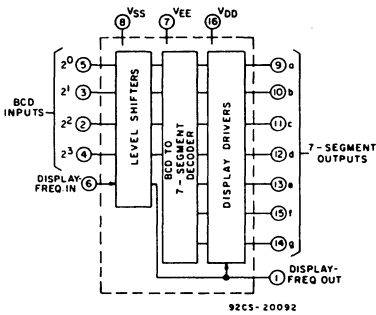 VSS VEE VDD
8 7 16
BCD INPUTS
2⁰ 5
2¹ 3
2² 2
2³ 4
DISPLAY-
FREQ. IN 6
LEVEL SHIFTERS
BCD TO
7-SEGMENT
DECODER
DISPLAY DRIVERS
9 a
10 b
11 c
12 d
13 e
15 f
14 g
7-SEGMENT
OUTPUTS
1 DISPLAY-
FREQ OUT
92CS-20092